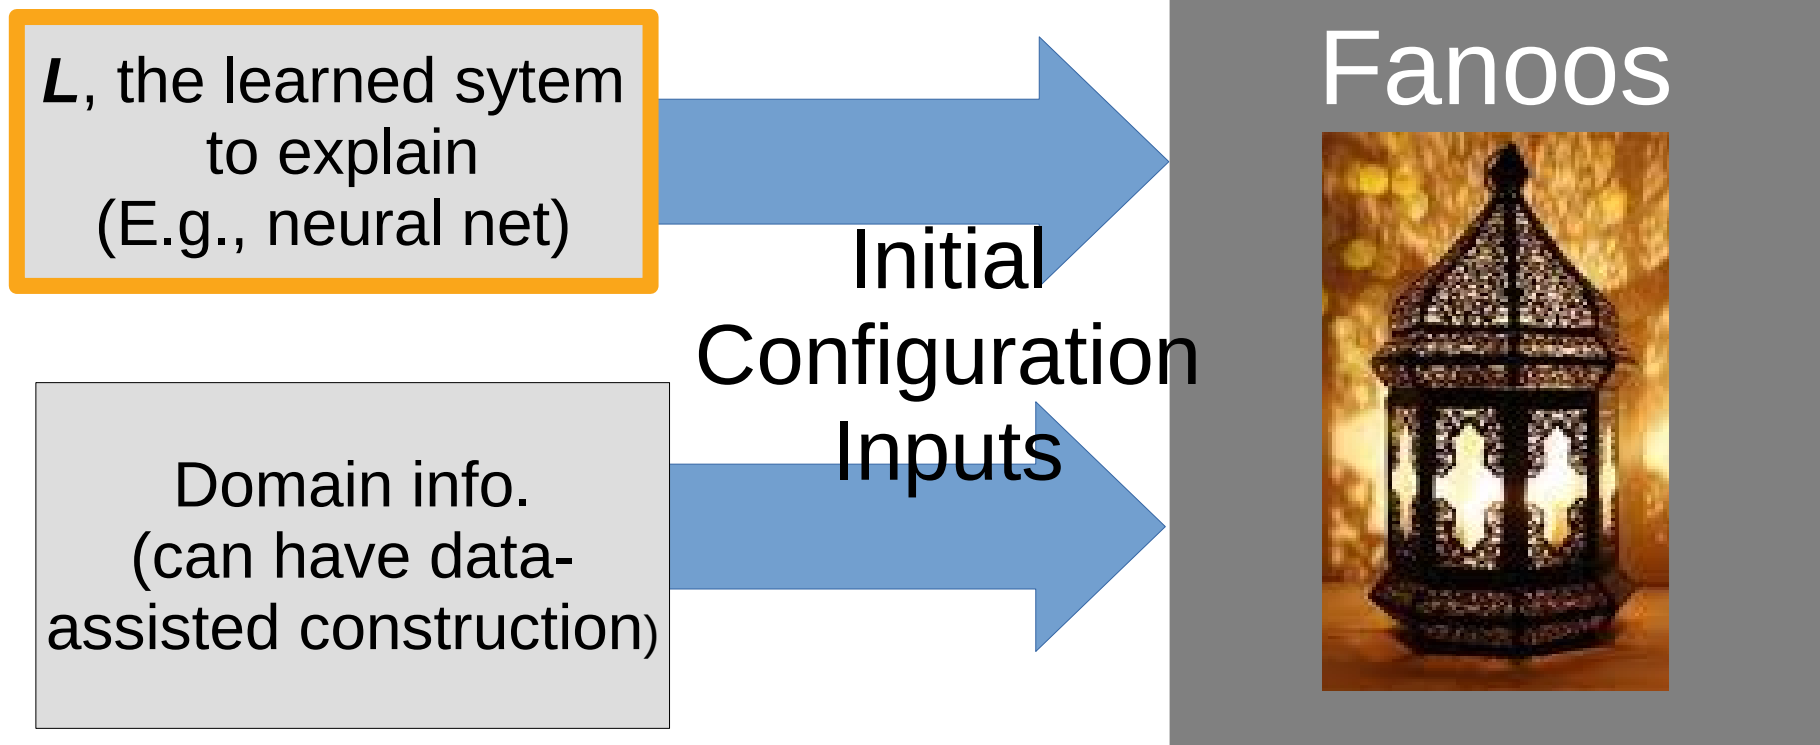 L, the learned sytem
to explain
(E.g., neural net)
Initial
Configuration
Inputs
Domain info.
(can have data-
assisted construction)
Fanoos